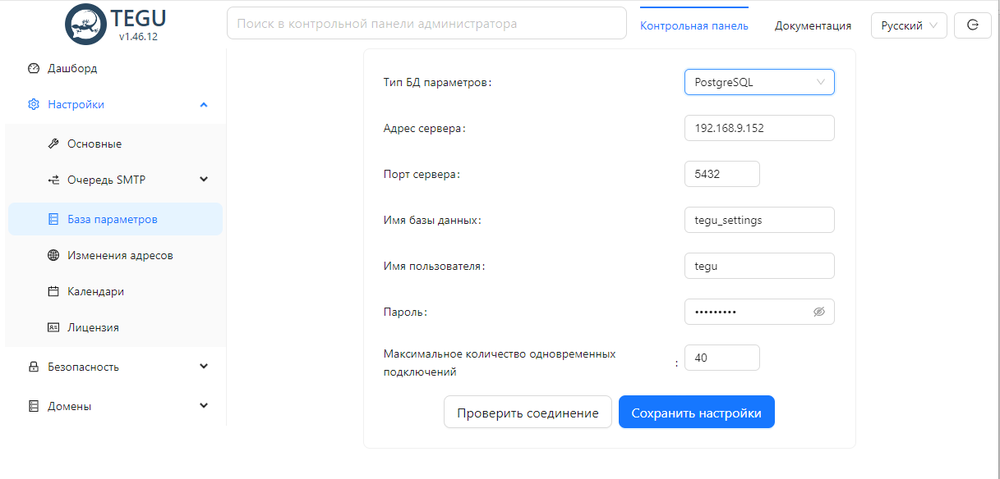 TEGU
v1.46.12
Поиск в контрольной панели администратора
Контрольная панель
Документация
Русский
Дашборд
Настройки
Основные
Очередь SMTP
База параметров
Изменения адресов
Календари
Лицензия
Безопасность
Домены
Тип БД параметров:
PostgreSQL
Адрес сервера:
192.168.9.152
Порт сервера:
5432
Имя базы данных:
tegu_settings
Имя пользователя:
tegu
Пароль:
•••••••••
Максимальное количество одновременных
подключений :
40
Проверить соединение
Сохранить настройки